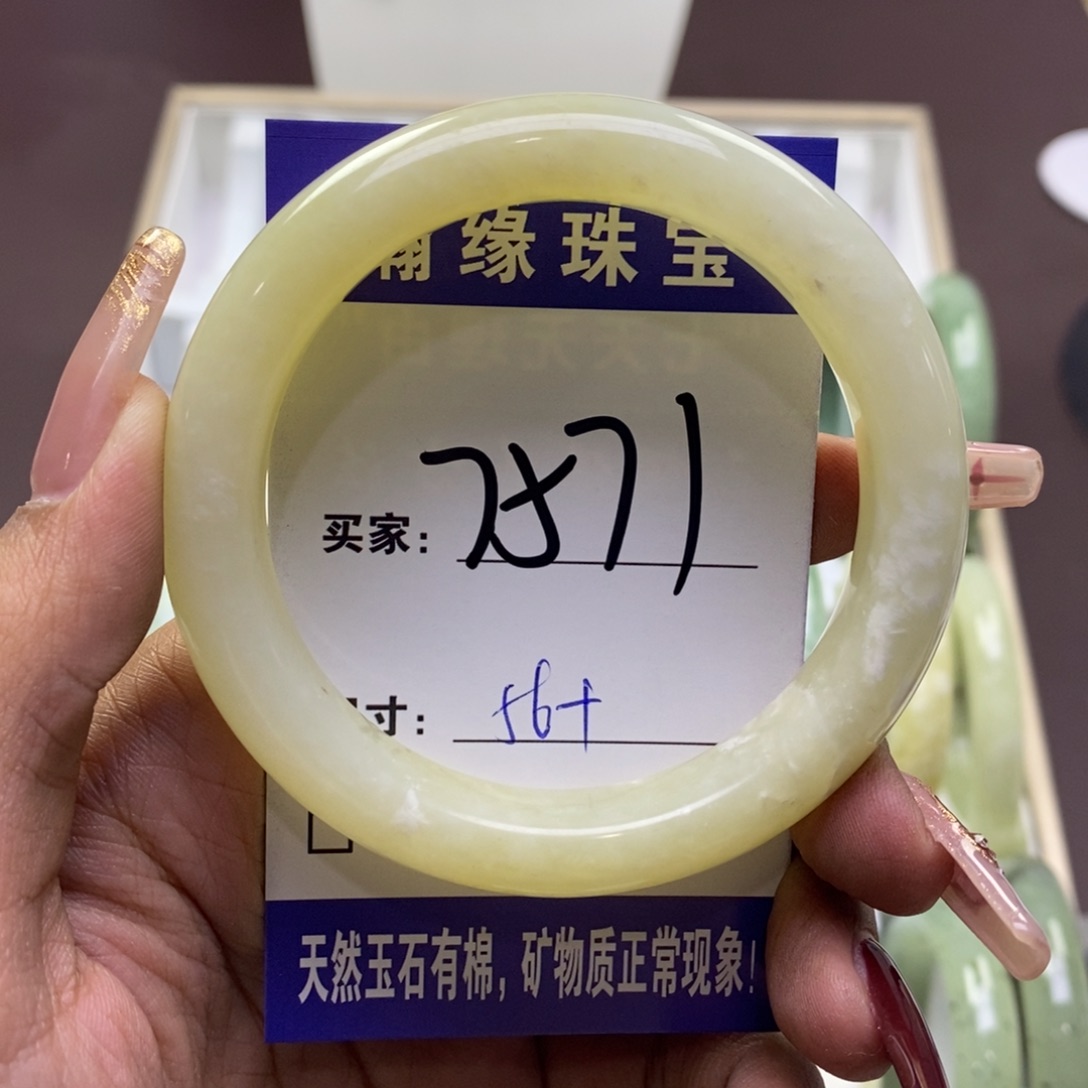 缘珠宝
买家: 7871
寸: 56+
天然玉石有棉, 矿物质正常现象!